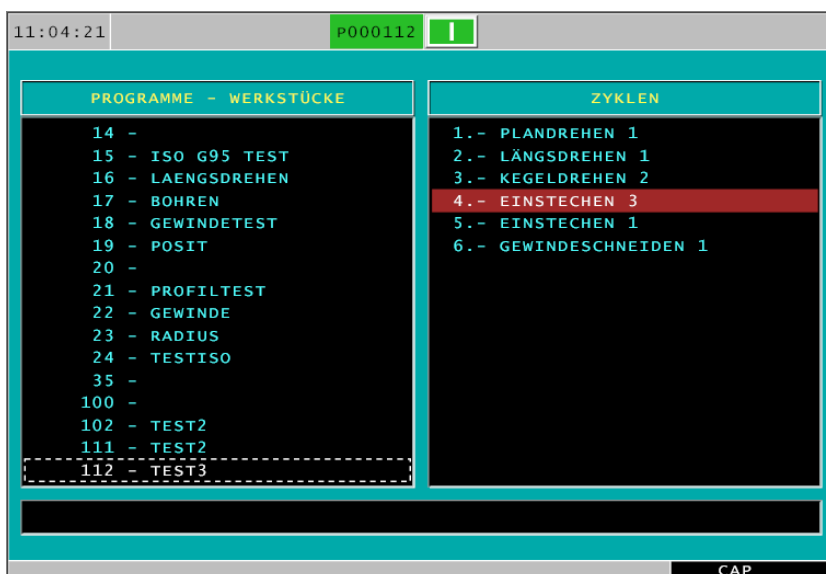 11:04:21
P000112
PROGRAMME - WERKSTÜCKE
14 -
15 - ISO G95 TEST
16 - LAENGSDREHEN
17 - BOHREN
18 - GEWINDETEST
19 - POSIT
20 -
21 - PROFILTEST
22 - GEWINDE
23 - RADIUS
24 - TESTISO
35 -
100 -
102 - TEST2
111 - TEST2
112 - TEST3
ZYKLEN
1.- PLANDREHEN 1
2.- LÄNGSDREHEN 1
3.- KEGELDREHEN 2
4.- EINSTECHEN 3
5.- EINSTECHEN 1
6.- GEWINDESCHNEIDEN 1
CAP